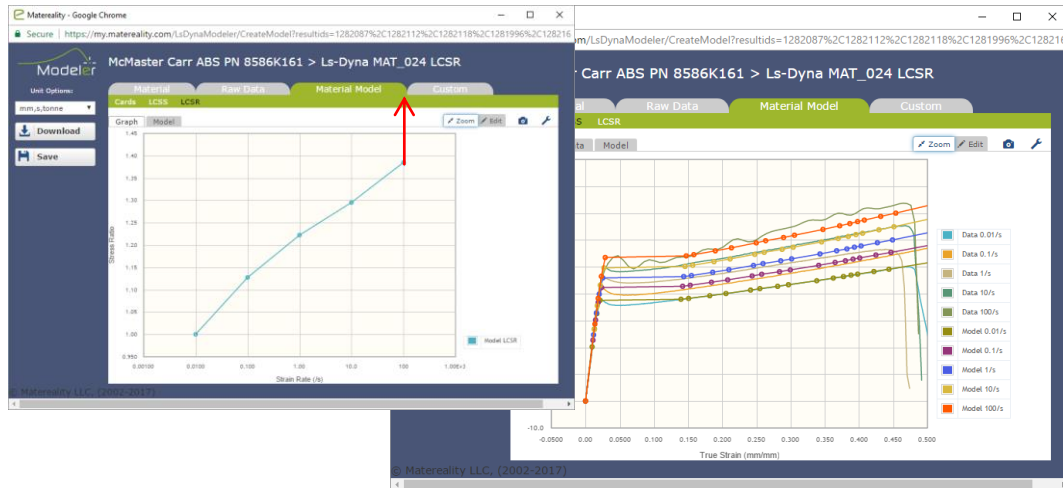 Matereality - Google Chrome
Secure | https://my.matereality.com/LsDynaModeler/CreateModel?resultids=1282087%2C1282112%2C1282118%2C1281996%2C128216
Modeler
McMaster Carr ABS PN 8586K161 > Ls-Dyna MAT_024 LCSR
Unit Options:
mm,s,tonne
Download
Save
Material Raw Data Material Model Custom
Cards LCSS LCSR
Graph Model
Zoom Edit
1.45
1.40
1.35
1.30
1.25
1.20
1.15
1.10
1.05
1.00
0.950
Stress Ratio
0.00100 0.0100 0.100 1.00 10.0 100 1.00E+3
Strain Rate (/s)
Model LCSR
© Matereality LLC, (2002-2017)
om/LsDynaModeler/CreateModel?resultids=1282087%2C1282112%2C1282118%2C1281996%2C128216
Carr ABS PN 8586K161 > Ls-Dyna MAT_024 LCSR
al Raw Data Material Model Custom
S LCSR
ta Model
Zoom Edit
Data 0.01/s
Data 0.1/s
Data 1/s
Data 10/s
Data 100/s
Model 0.01/s
Model 0.1/s
Model 1/s
Model 10/s
Model 100/s
-10.0
-0.0500 0.00 0.0500 0.100 0.150 0.200 0.250 0.300 0.350 0.400 0.450 0.500
True Strain (mm/mm)
© Matereality LLC, (2002-2017)